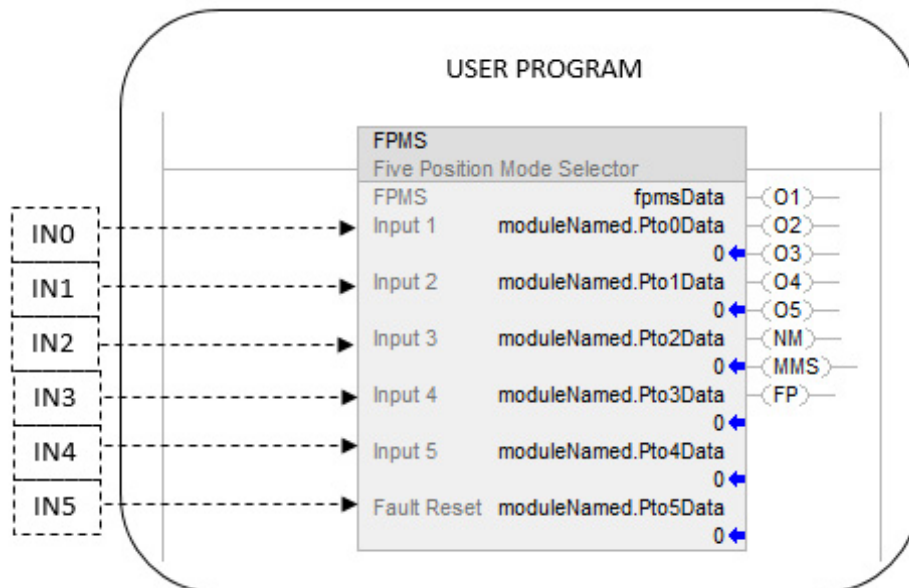 USER PROGRAM
FPMS
Five Position Mode Selector
FPMS fpmsData O1
IN0 Input 1 moduleNamed.Pto0Data O2
0 O3
IN1 Input 2 moduleNamed.Pto1Data O4
0 O5
IN2 Input 3 moduleNamed.Pto2Data NM
0 MMS
IN3 Input 4 moduleNamed.Pto3Data FP
0
IN4 Input 5 moduleNamed.Pto4Data
0
IN5 Fault Reset moduleNamed.Pto5Data
0